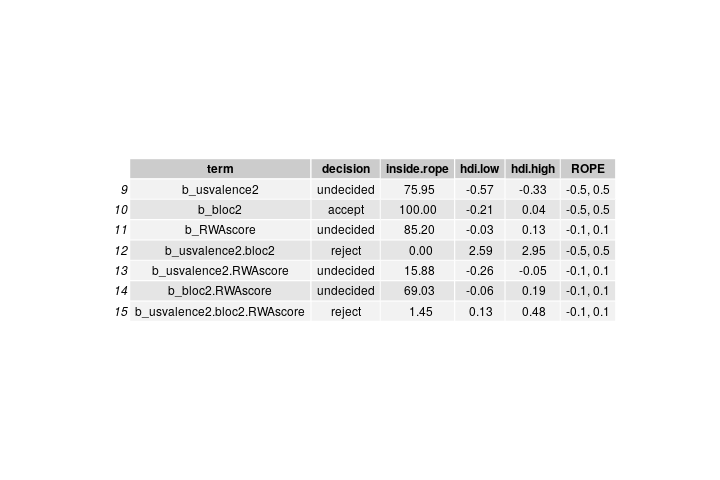 term decision inside.rope hdi.low hdi.high ROPE
9 b_usvalence2 undecided 75.95 -0.57 -0.33 -0.5, 0.5
10 b_bloc2 accept 100.00 -0.21 0.04 -0.5, 0.5
11 b_RWAscore undecided 85.20 -0.03 0.13 -0.1, 0.1
12 b_usvalence2.bloc2 reject 0.00 2.59 2.95 -0.5, 0.5
13 b_usvalence2.RWAscore undecided 15.88 -0.26 -0.05 -0.1, 0.1
14 b_bloc2.RWAscore undecided 69.03 -0.06 0.19 -0.1, 0.1
15 b_usvalence2.bloc2.RWAscore reject 1.45 0.13 0.48 -0.1, 0.1